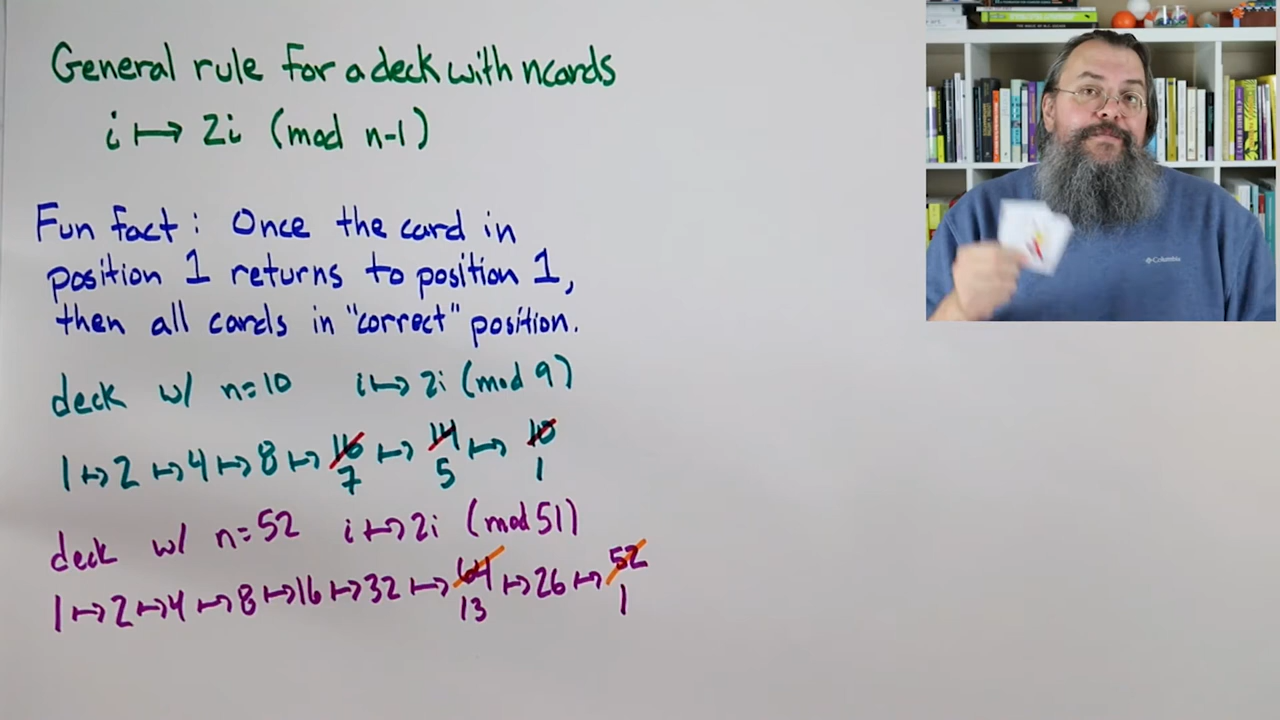 General rule for a deck with n cards
i ↦ 2i (mod n-1)
Fun fact: Once the card in
position 1 returns to position 1,
then all cards in "correct" position.
deck w/ n=10 i ↦ 2i (mod 9)
1 ↦ 2 ↦ 4 ↦ 8 ↦ 16 ↦ 14 ↦ 10
7 5 1
deck w/ n=52 i ↦ 2i (mod 51)
1 ↦ 2 ↦ 4 ↦ 8 ↦ 16 ↦ 32 ↦ 64 ↦ 26 ↦ 52
13 1
Columbia